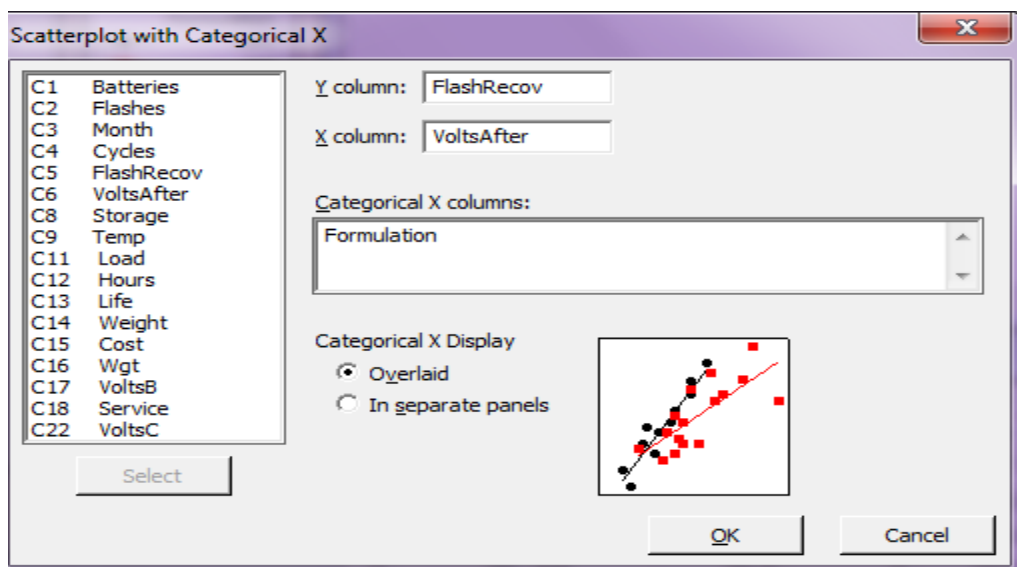 Scatterplot with Categorical X
C1 Batteries
C2 Flashes
C3 Month
C4 Cycles
C5 FlashRecov
C6 VoltsAfter
C8 Storage
C9 Temp
C11 Load
C12 Hours
C13 Life
C14 Weight
C15 Cost
C16 Wgt
C17 VoltsB
C18 Service
C22 VoltsC
Select
Y column: FlashRecov
X column: VoltsAfter
Categorical X columns:
Formulation
Categorical X Display
Overlaid
In separate panels
OK
Cancel